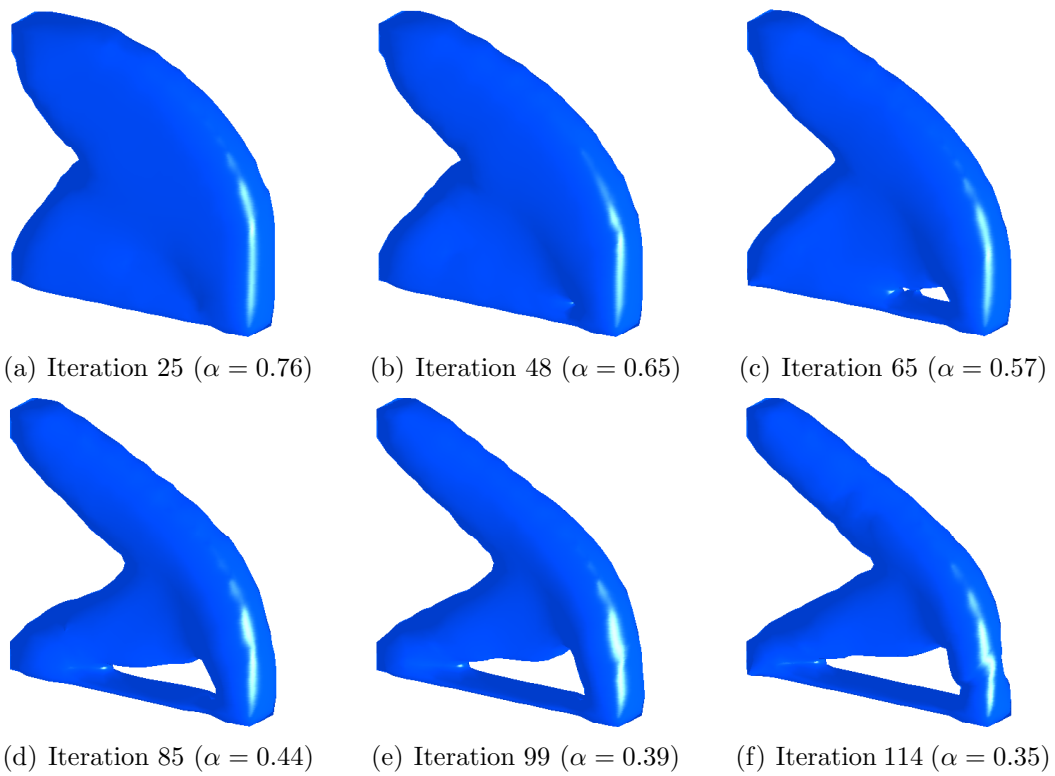 (a) Iteration 25 (α = 0.76)
(b) Iteration 48 (α = 0.65)
(c) Iteration 65 (α = 0.57)
(d) Iteration 85 (α = 0.44)
(e) Iteration 99 (α = 0.39)
(f) Iteration 114 (α = 0.35)